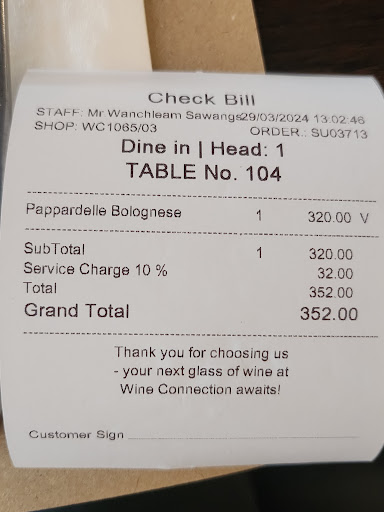 Check Bill
STAFF: Mr Wanchleam Sawangs29/03/2024 13:02:46
SHOP: WC1065/03 ORDER.: SU03713
Dine in | Head: 1
TABLE No. 104
Pappardelle Bolognese 1 320.00 V
SubTotal 1 320.00
Service Charge 10 % 32.00
Total 352.00
Grand Total 352.00
Thank you for choosing us
- your next glass of wine at
Wine Connection awaits!
Customer Sign